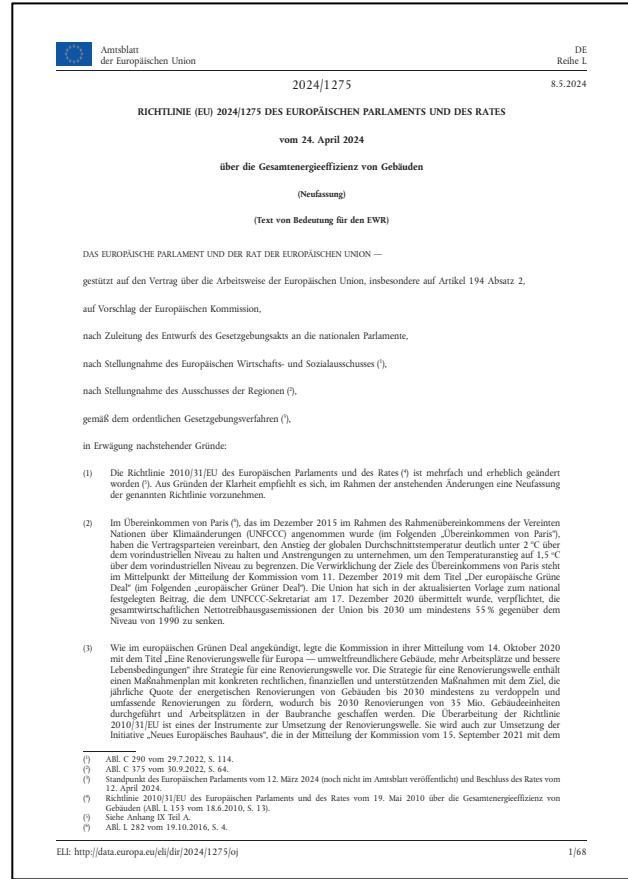 Amtsblatt
der Europäischen Union
DE
Reihe L
2024/1275
8.5.2024
RICHTLINIE (EU) 2024/1275 DES EUROPÄISCHEN PARLAMENTS UND DES RATES
vom 24. April 2024
über die Gesamtenergieeffizienz von Gebäuden
(Neufassung)
(Text von Bedeutung für den EWR)
DAS EUROPÄISCHE PARLAMENT UND DER RAT DER EUROPÄISCHEN UNION —
gestützt auf den Vertrag über die Arbeitsweise der Europäischen Union, insbesondere auf Artikel 194 Absatz 2,
auf Vorschlag der Europäischen Kommission,
nach Zuleitung des Entwurfs des Gesetzgebungsakts an die nationalen Parlamente,
nach Stellungnahme des Europäischen Wirtschafts- und Sozialausschusses (¹),
nach Stellungnahme des Ausschusses der Regionen (²),
gemäß dem ordentlichen Gesetzgebungsverfahren (³),
in Erwägung nachstehender Gründe:
(1) Die Richtlinie 2010/31/EU des Europäischen Parlaments und des Rates (⁴) ist mehrfach und erheblich geändert
worden (⁵). Aus Gründen der Klarheit empfiehlt es sich, im Rahmen der anstehenden Änderungen eine Neufassung
der genannten Richtlinie vorzunehmen.
(2) Im Übereinkommen von Paris (⁶), das im Dezember 2015 im Rahmen des Rahmenübereinkommens der Vereinten
Nationen über Klimaänderungen (UNFCCC) angenommen wurde (im Folgenden „Übereinkommen von Paris“),
haben die Vertragsparteien vereinbart, den Anstieg der globalen Durchschnittstemperatur deutlich unter 2 °C über
dem vorindustriellen Niveau zu halten und Anstrengungen zu unternehmen, um den Temperaturanstieg auf 1,5 °C
über dem vorindustriellen Niveau zu begrenzen. Die Verwirklichung der Ziele des Übereinkommens von Paris steht
im Mittelpunkt der Mitteilung der Kommission vom 11. Dezember 2019 mit dem Titel „Der europäische Grüne
Deal“ (im Folgenden „europäischer Grüner Deal“). Die Union hat sich in der aktualisierten Vorlage zum national
festgelegten Beitrag, die dem UNFCCC-Sekretariat am 17. Dezember 2020 übermittelt wurde, verpflichtet, die
gesamtwirtschaftlichen Nettotreibhausgasemissionen der Union bis 2030 um mindestens 55 % gegenüber dem
Niveau von 1990 zu senken.
(3) Wie im europäischen Grünen Deal angekündigt, legte die Kommission in ihrer Mitteilung vom 14. Oktober 2020
mit dem Titel „Eine Renovierungswelle für Europa — umweltfreundlichere Gebäude, mehr Arbeitsplätze und bessere
Lebensbedingungen“ ihre Strategie für eine Renovierungswelle vor. Die Strategie für eine Renovierungswelle enthält
einen Maßnahmenplan mit konkreten rechtlichen, finanziellen und unterstützenden Maßnahmen mit dem Ziel, die
jährliche Quote der energetischen Renovierungen von Gebäuden bis 2030 mindestens zu verdoppeln und
umfassende Renovierungen zu fördern, wodurch bis 2030 Renovierungen von 35 Mio. Gebäudeeinheiten
durchgeführt und Arbeitsplätzen in der Baubranche geschaffen werden. Die Überarbeitung der Richtlinie
2010/31/EU ist eines der Instrumente zur Umsetzung der Renovierungswelle. Sie wird auch zur Umsetzung der
Initiative „Neues Europäisches Bauhaus“, die in der Mitteilung der Kommission vom 15. September 2021 mit dem
(¹) ABl. C 290 vom 29.7.2022, S. 114.
(²) ABl. C 375 vom 30.9.2022, S. 64.
(³) Standpunkt des Europäischen Parlaments vom 12. März 2024 (noch nicht im Amtsblatt veröffentlicht) und Beschluss des Rates vom
12. April 2024.
(⁴) Richtlinie 2010/31/EU des Europäischen Parlaments und des Rates vom 19. Mai 2010 über die Gesamtenergieeffizienz von
Gebäuden (ABl. L 153 vom 18.6.2010, S. 13).
(⁵) Siehe Anhang IX Teil A.
(⁶) ABl. L 282 vom 19.10.2016, S. 4.
ELI: http://data.europa.eu/eli/dir/2024/1275/oj
1/68